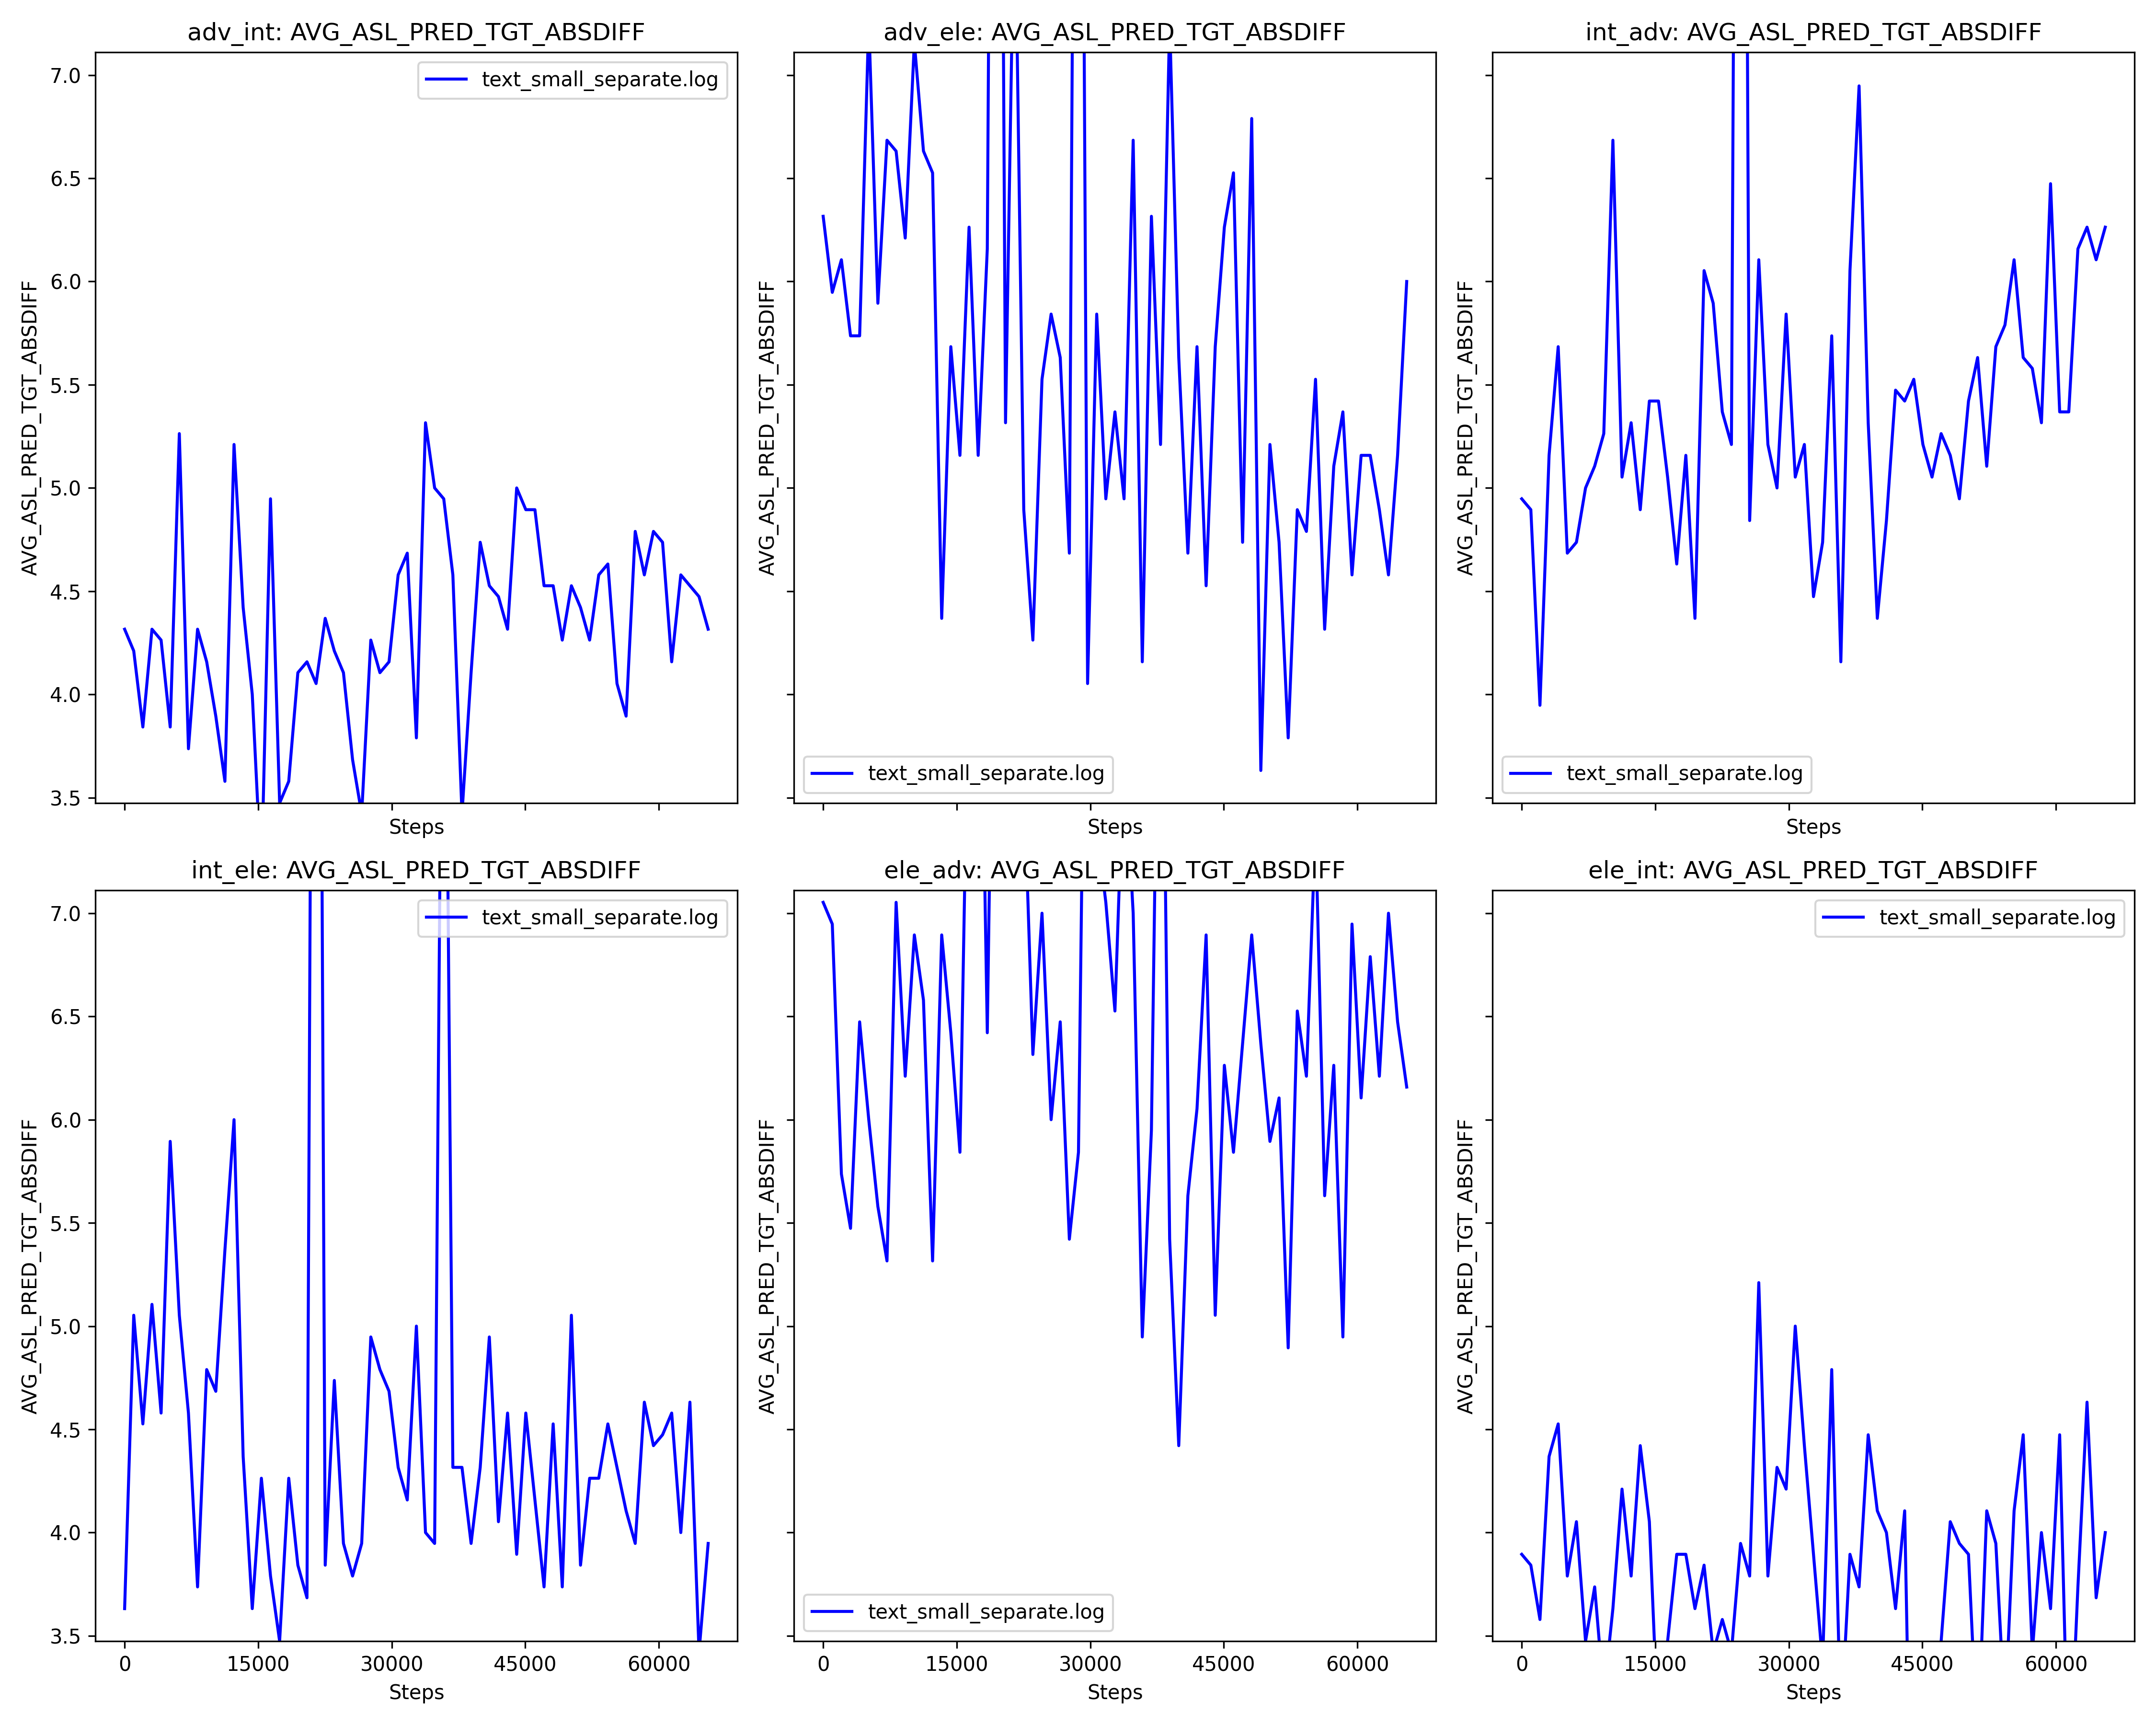 adv_int: AVG_ASL_PRED_TGT_ABSDIFF
adv_ele: AVG_ASL_PRED_TGT_ABSDIFF
int_adv: AVG_ASL_PRED_TGT_ABSDIFF
AVG_ASL_PRED_TGT_ABSDIFF
7.0
6.5
6.0
5.5
5.0
4.5
4.0
3.5
text_small_separate.log
Steps
AVG_ASL_PRED_TGT_ABSDIFF
text_small_separate.log
Steps
AVG_ASL_PRED_TGT_ABSDIFF
text_small_separate.log
Steps
int_ele: AVG_ASL_PRED_TGT_ABSDIFF
ele_adv: AVG_ASL_PRED_TGT_ABSDIFF
ele_int: AVG_ASL_PRED_TGT_ABSDIFF
AVG_ASL_PRED_TGT_ABSDIFF
7.0
6.5
6.0
5.5
5.0
4.5
4.0
3.5
text_small_separate.log
0 15000 30000 45000 60000
Steps
AVG_ASL_PRED_TGT_ABSDIFF
text_small_separate.log
0 15000 30000 45000 60000
Steps
AVG_ASL_PRED_TGT_ABSDIFF
text_small_separate.log
0 15000 30000 45000 60000
Steps